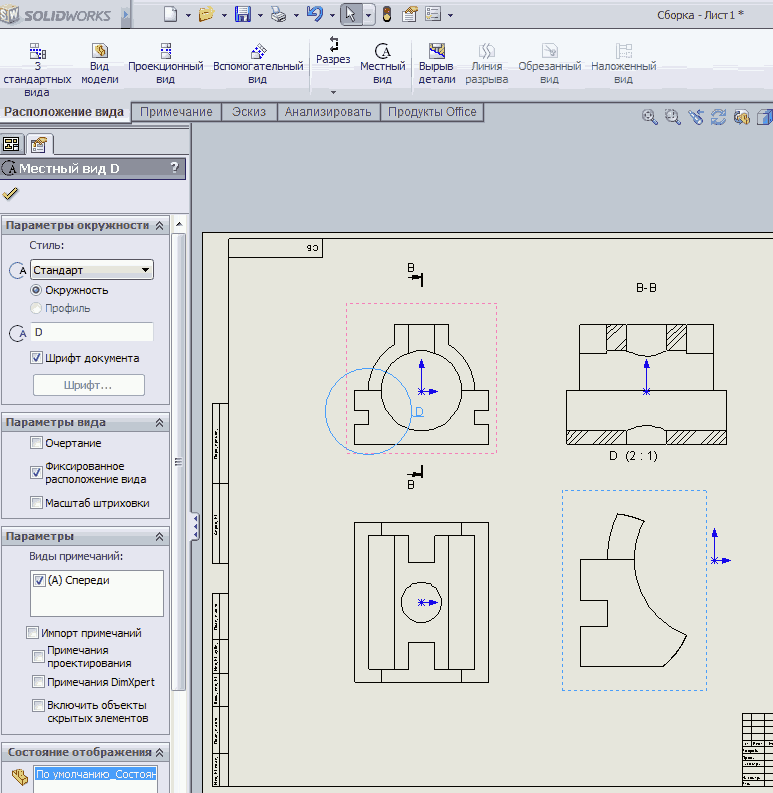 SW SOLIDWORKS
Сборка - Лист1 *
3 стандартных вида
Вид модели
Проекционный вид
Вспомогательный вид
Разрез
Местный вид
Вырыв детали
Линия разрыва
Обрезанный вид
Наложенный вид
Расположение вида
Примечание
Эскиз
Анализировать
Продукты Office
Местный вид D
?
Параметры окружности
Стиль:
A
Стандарт
Окружность
Профиль
A
D
Шрифт документа
Шрифт...
Параметры вида
Очертание
Фиксированное
расположение вида
Масштаб штриховки
Параметры
Виды примечаний:
(A) Спереди
Импорт примечаний
Примечания
проектирования
Примечания DimXpert
Включить объекты
скрытых элементов
Состояние отображения
По умолчанию_Состоян
СБ
B
B-B
D
B
D (2 : 1)